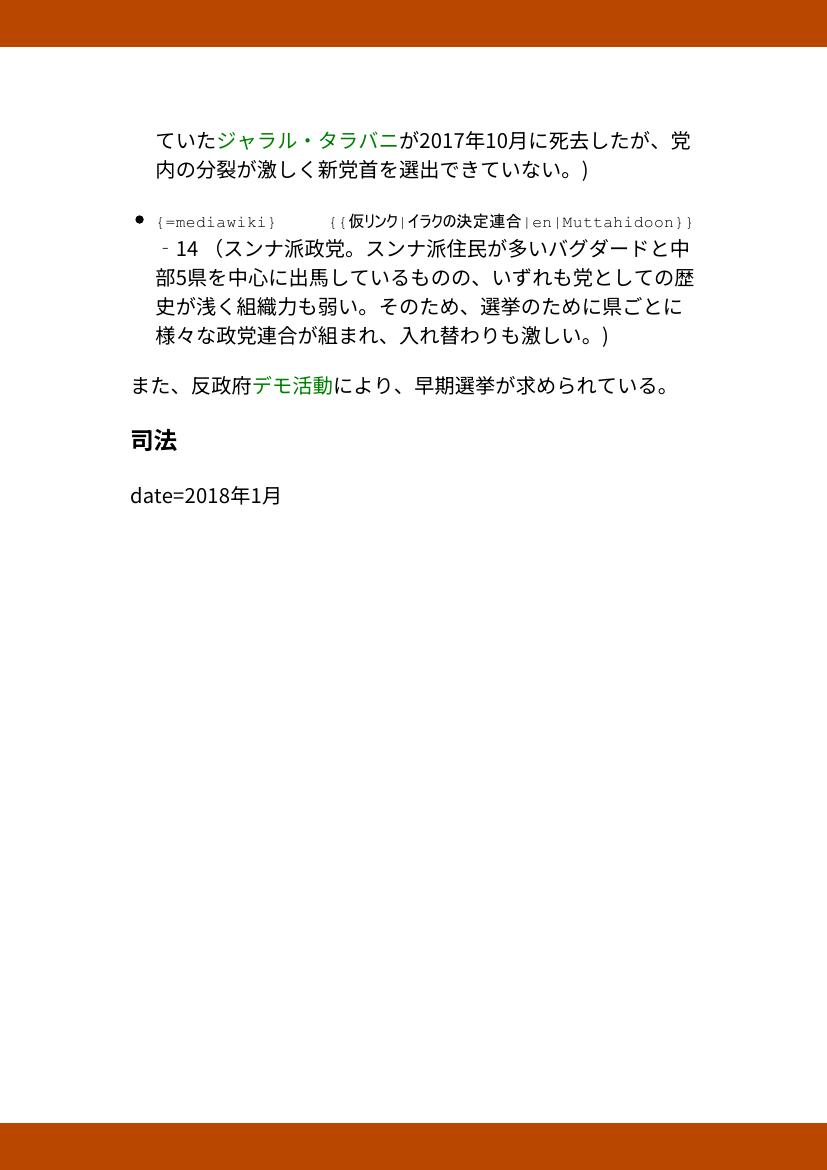 ていたジャラル・タラバニが2017年10月に死去したが、党
内の分裂が激しく新党首を選出できていない。)
• {=mediawiki} {{仮リンク|イラクの決定連合|en|Muttahidoon}}
‐14 （スンナ派政党。スンナ派住民が多いバグダードと中
部5県を中心に出馬しているものの、いずれも党としての歴
史が浅く組織力も弱い。そのため、選挙のために県ごとに
様々な政党連合が組まれ、入れ替わりも激しい。)
また、反政府デモ活動により、早期選挙が求められている。
司法
date=2018年1月